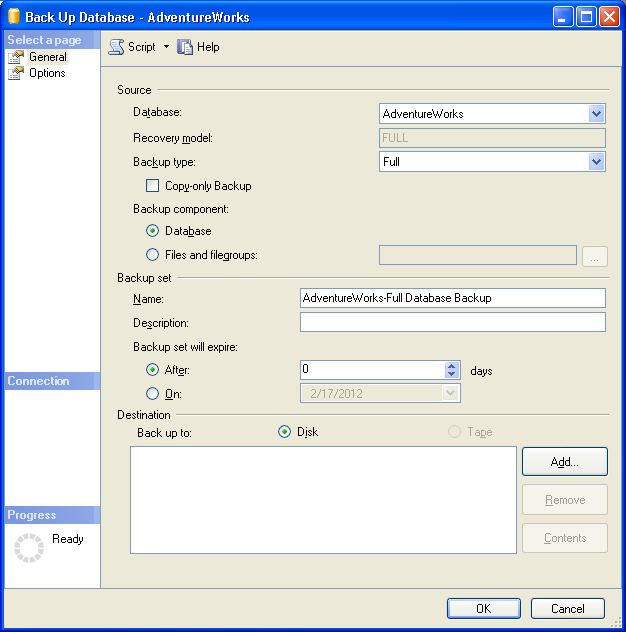 Back Up Database - AdventureWorks
Select a page
General
Options
Script Help
Source
Database: AdventureWorks
Recovery model: FULL
Backup type: Full
Copy-only Backup
Backup component:
Database
Files and filegroups: ...
Backup set
Name: AdventureWorks-Full Database Backup
Description:
Backup set will expire:
After: 0 days
On: 2/17/2012
Destination
Back up to: Disk Tape
Add...
Remove
Contents
Connection
Progress
Ready
OK Cancel